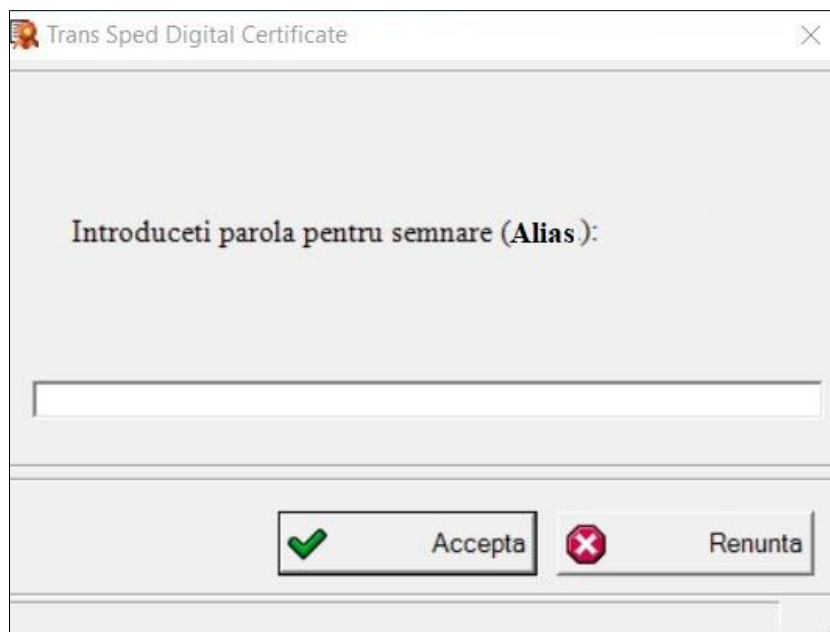 Trans Sped Digital Certificate
Introduceti parola pentru semnare (Alias ):
Accepta
Renunta